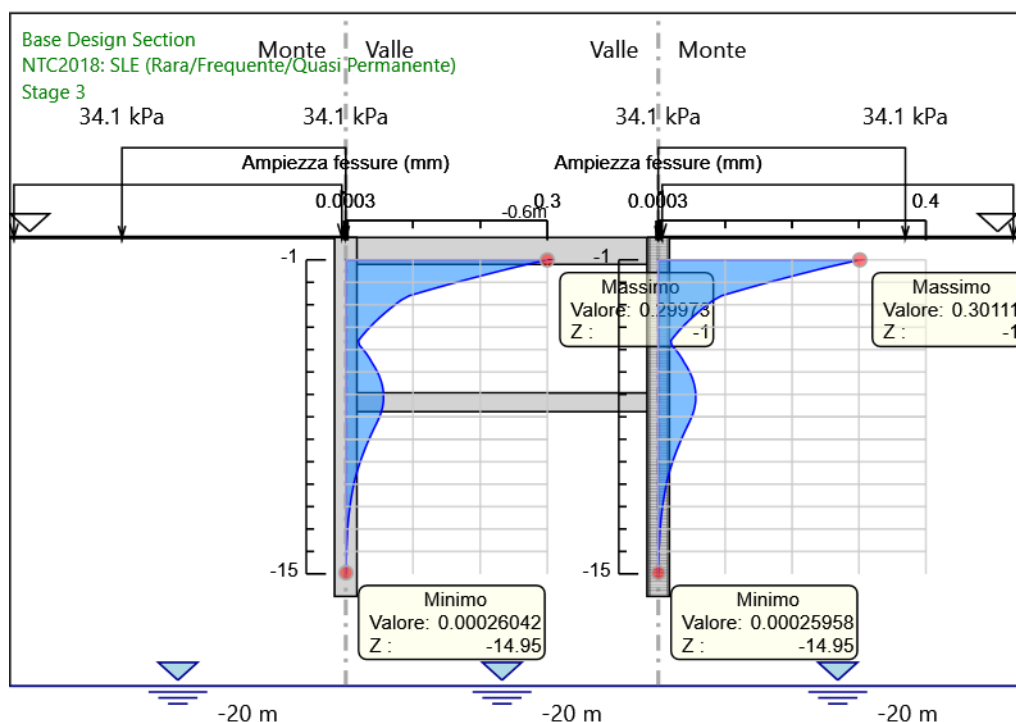 Base Design Section
Monte Valle Valle Monte
NTC2018: SLE (Rara/Frequente/Quasi Permanente)
Stage 3
34.1 kPa 34.1 kPa 34.1 kPa 34.1 kPa
Ampiezza fessure (mm) Ampiezza fessure (mm)
0.0003 0.3 0.0003 0.4
-0.6m
-1 -1
Massimo Massimo
Valore: 0.29973 Valore: 0.30111
Z : -1 Z : -1
-15 -15
Minimo Minimo
Valore: 0.00026042 Valore: 0.00025958
Z : -14.95 Z : -14.95
-20 m -20 m -20 m